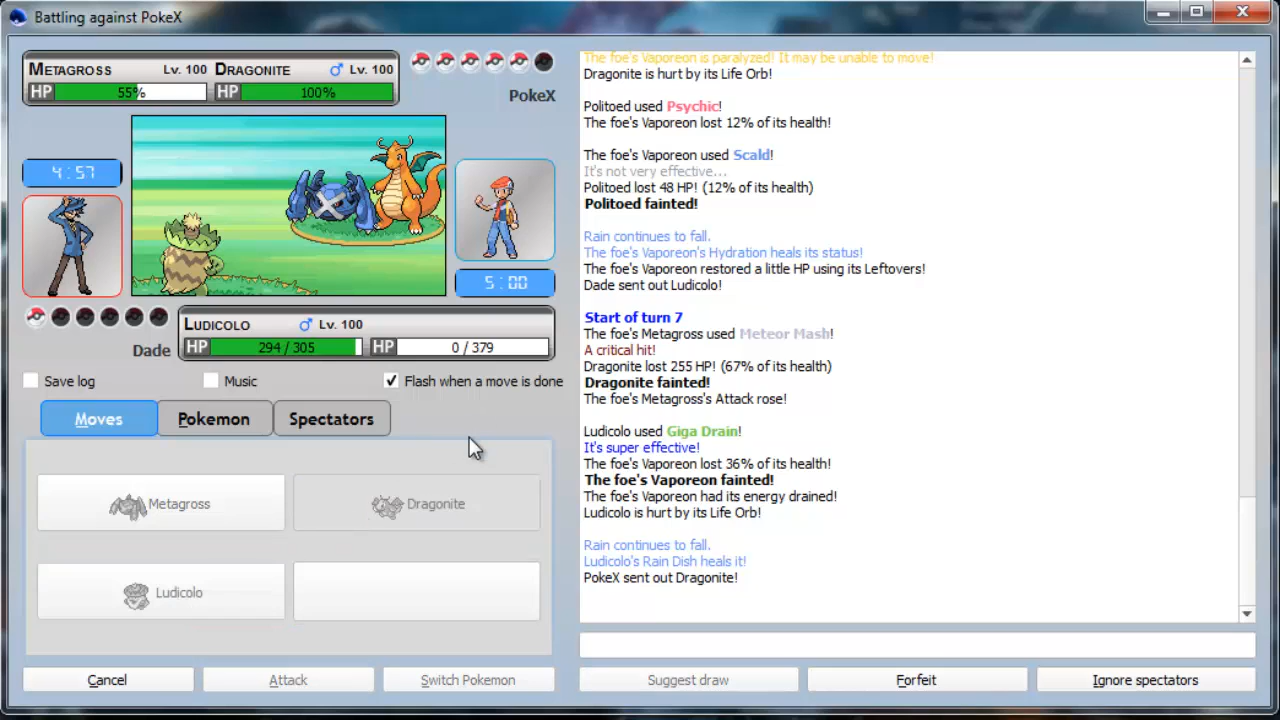 Battling against PokeX
METAGROSS Lv. 100 DRAGONITE ♂ Lv. 100
HP 55% HP 100%
PokeX
4:57
5:00
LUDICOLO ♂ Lv. 100
HP 294 / 305 HP 0 / 379
Dade
Save log Music Flash when a move is done
Moves Pokemon Spectators
Metagross Dragonite
Ludicolo
Cancel Attack Switch Pokemon
The foe's Vaporeon is paralyzed! It may be unable to move!
Dragonite is hurt by its Life Orb!
Politoed used Psychic!
The foe's Vaporeon lost 12% of its health!
The foe's Vaporeon used Scald!
It's not very effective...
Politoed lost 48 HP! (12% of its health)
Politoed fainted!
Rain continues to fall.
The foe's Vaporeon's Hydration heals its status!
The foe's Vaporeon restored a little HP using its Leftovers!
Dade sent out Ludicolo!
Start of turn 7
The foe's Metagross used Meteor Mash!
A critical hit!
Dragonite lost 255 HP! (67% of its health)
Dragonite fainted!
The foe's Metagross's Attack rose!
Ludicolo used Giga Drain!
It's super effective!
The foe's Vaporeon lost 36% of its health!
The foe's Vaporeon fainted!
The foe's Vaporeon had its energy drained!
Ludicolo is hurt by its Life Orb!
Rain continues to fall.
Ludicolo's Rain Dish heals it!
PokeX sent out Dragonite!
Suggest draw Forfeit Ignore spectators